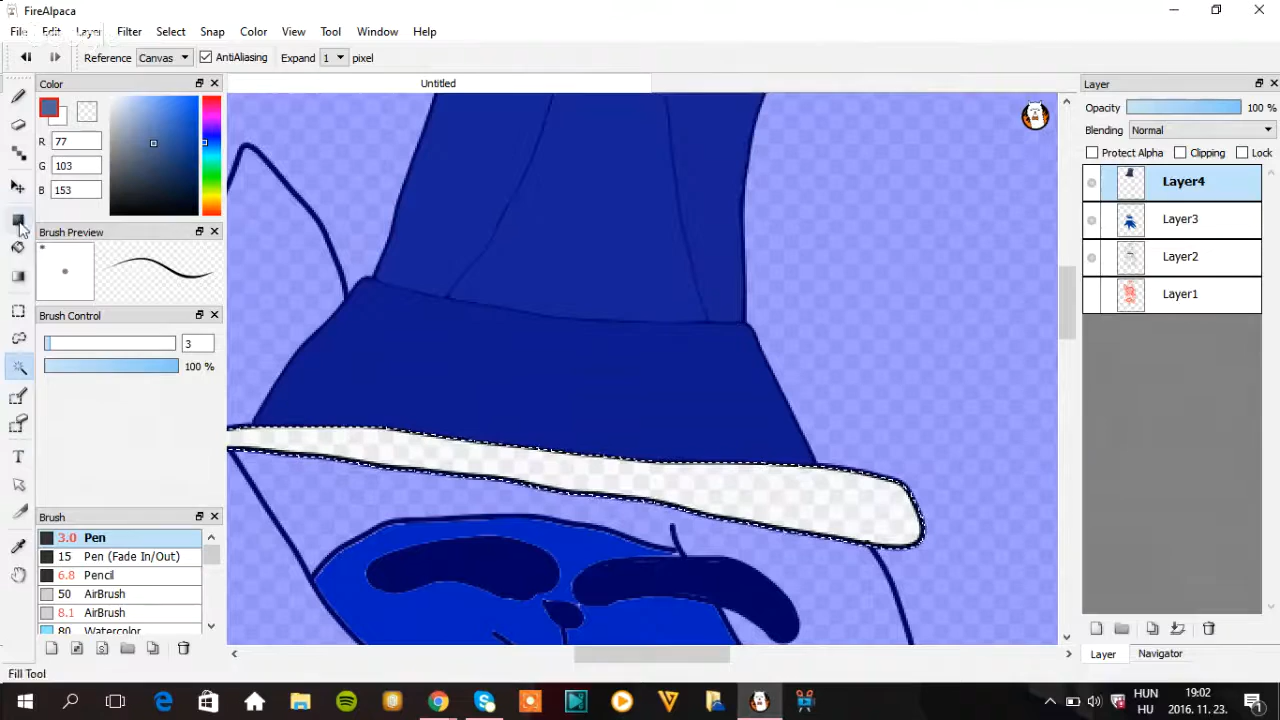 FireAlpaca
File Edit Layer Filter Select Snap Color View Tool Window Help
Reference Canvas AntiAliasing Expand 1 pixel
Color
Untitled
Layer
R 77
G 103
B 153
Opacity 100 %
Blending Normal
Protect Alpha Clipping Lock
Layer4
Layer3
Layer2
Layer1
Brush Preview
Brush Control
3
100 %
Brush
3.0 Pen
15 Pen (Fade In/Out)
6.8 Pencil
50 AirBrush
8.1 AirBrush
80 Watercolor
Layer Navigator
Fill Tool
HUN 19:02
HU 2016. 11. 23.